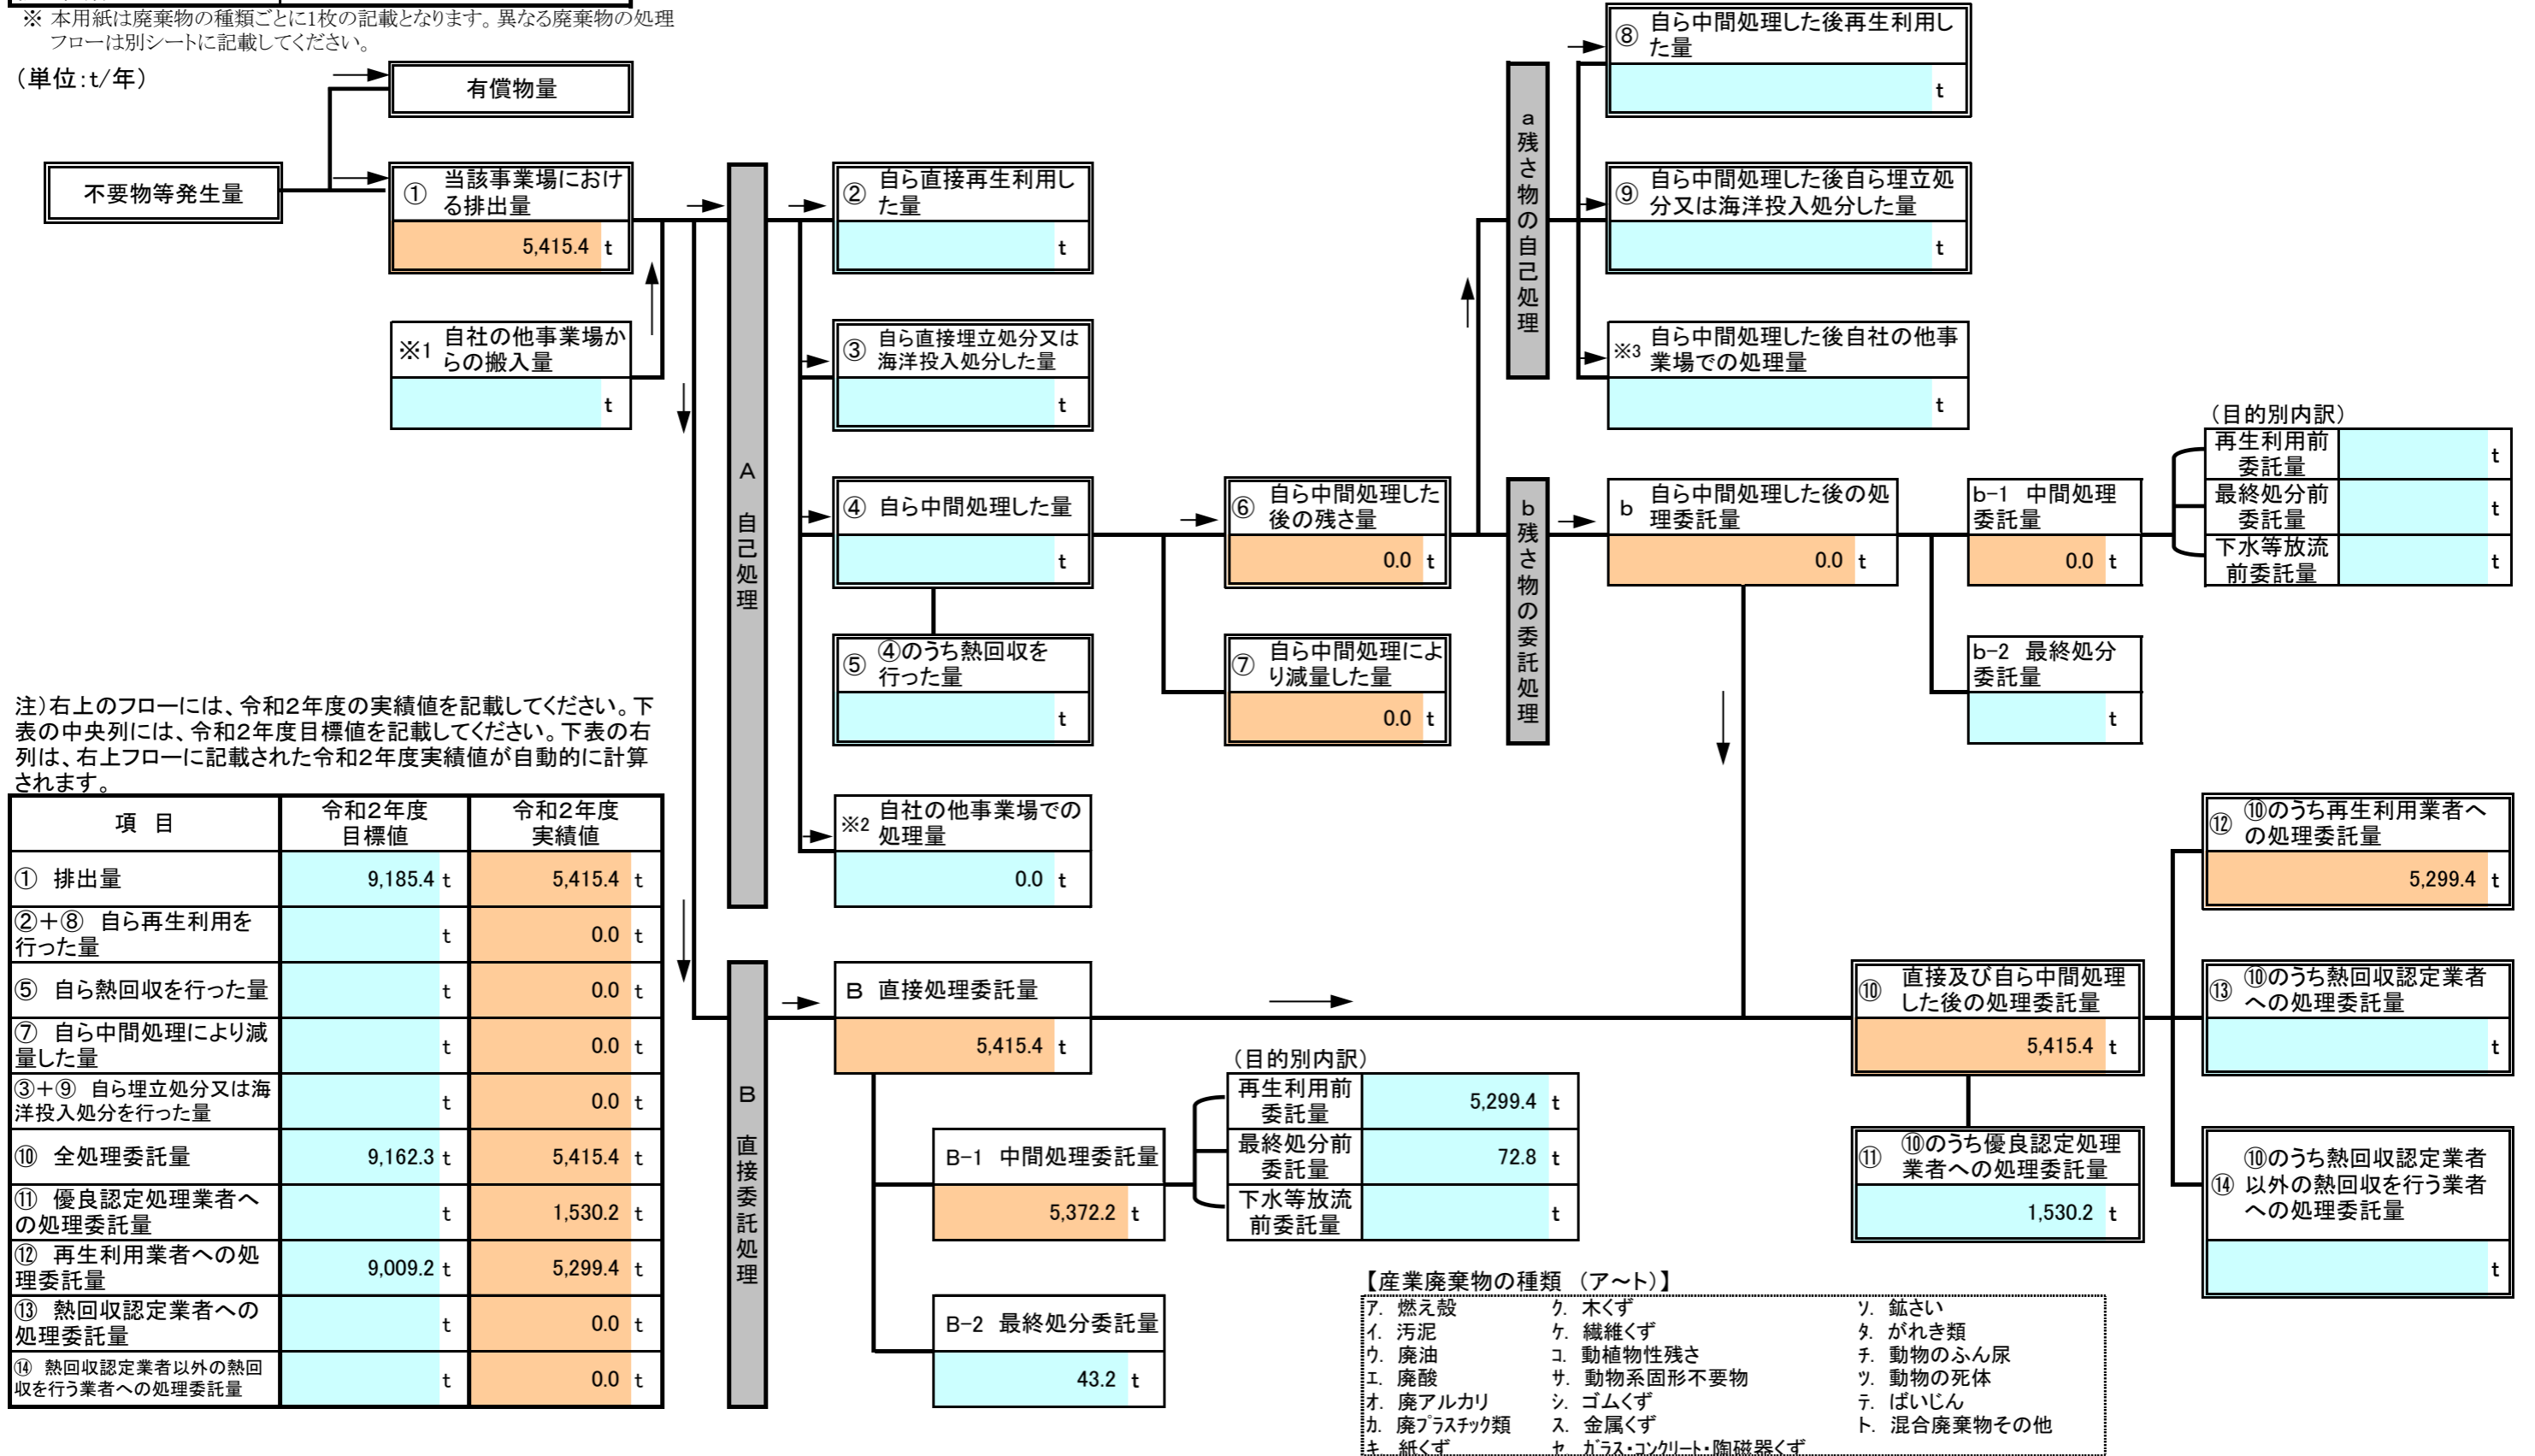 ※ 本用紙は廃棄物の種類ごとに1枚の記載となります。異なる廃棄物の処理
フローは別シートに記載してください。
（単位:t/年）
有償物量
不要物等発生量
① 当該事業場におけ
る排出量
5,415.4 t
※1 自社の他事業場か
らの搬入量
t
A 自己処理
② 自ら直接再生利用し
た量
t
③ 自ら直接埋立処分又は
海洋投入処分した量
t
④ 自ら中間処理した量
t
⑤ ④のうち熱回収を
行った量
t
※2 自社の他事業場での
処理量
0.0 t
⑥ 自ら中間処理した
後の残さ量
0.0 t
⑦ 自ら中間処理によ
り減量した量
0.0 t
a 残さ物の自己処理
⑧ 自ら中間処理した後再生利用し
た量
t
⑨ 自ら中間処理した後自ら埋立処
分又は海洋投入処分した量
t
※3 自ら中間処理した後自社の他事
業場での処理量
t
b 残さ物の委託処理
b 自ら中間処理した後の処
理委託量
0.0 t
b-1 中間処理
委託量
0.0 t
b-2 最終処分
委託量
t
（目的別内訳）
再生利用前
委託量 t
最終処分前
委託量 t
下水等放流
前委託量 t
注）右上のフローには、令和2年度の実績値を記載してください。下
表の中央列には、令和2年度目標値を記載してください。下表の右
列は、右上フローに記載された令和2年度実績値が自動的に計算
されます。
項 目 令和2年度 目標値 令和2年度 実績値
① 排出量 9,185.4 t 5,415.4 t
②＋⑧ 自ら再生利用を
行った量 t 0.0 t
⑤ 自ら熱回収を行った量 t 0.0 t
⑦ 自ら中間処理により減
量した量 t 0.0 t
③＋⑨ 自ら埋立処分又は海
洋投入処分を行った量 t 0.0 t
⑩ 全処理委託量 9,162.3 t 5,415.4 t
⑪ 優良認定処理業者へ
の処理委託量 t 1,530.2 t
⑫ 再生利用業者への処
理委託量 9,009.2 t 5,299.4 t
⑬ 熱回収認定業者への
処理委託量 t 0.0 t
⑭ 熱回収認定業者以外の熱回
収を行う業者への処理委託量 t 0.0 t
B 直接委託処理
B 直接処理委託量
5,415.4 t
B-1 中間処理委託量
5,372.2 t
B-2 最終処分委託量
43.2 t
（目的別内訳）
再生利用前
委託量 5,299.4 t
最終処分前
委託量 72.8 t
下水等放流
前委託量 t
⑩ 直接及び自ら中間処理
した後の処理委託量
5,415.4 t
⑪ ⑩のうち優良認定処理
業者への処理委託量
1,530.2 t
⑫ ⑩のうち再生利用業者へ
の処理委託量
5,299.4 t
⑬ ⑩のうち熱回収認定業者
への処理委託量
t
⑭ ⑩のうち熱回収認定業者
以外の熱回収を行う業者
への処理委託量
t
【産業廃棄物の種類 （ア～ト）】
ア. 燃え殻 ク. 木くず ソ. 鉱さい
イ. 汚泥 ケ. 繊維くず タ. がれき類
ウ. 廃油 コ. 動植物性残さ チ. 動物のふん尿
エ. 廃酸 サ. 動物系固形不要物 ツ. 動物の死体
オ. 廃アルカリ シ. ゴムくず テ. ばいじん
カ. 廃プラスチック類 ス. 金属くず ト. 混合廃棄物その他
キ. 紙くず セ. ガラス・コンクリート・陶磁器くず